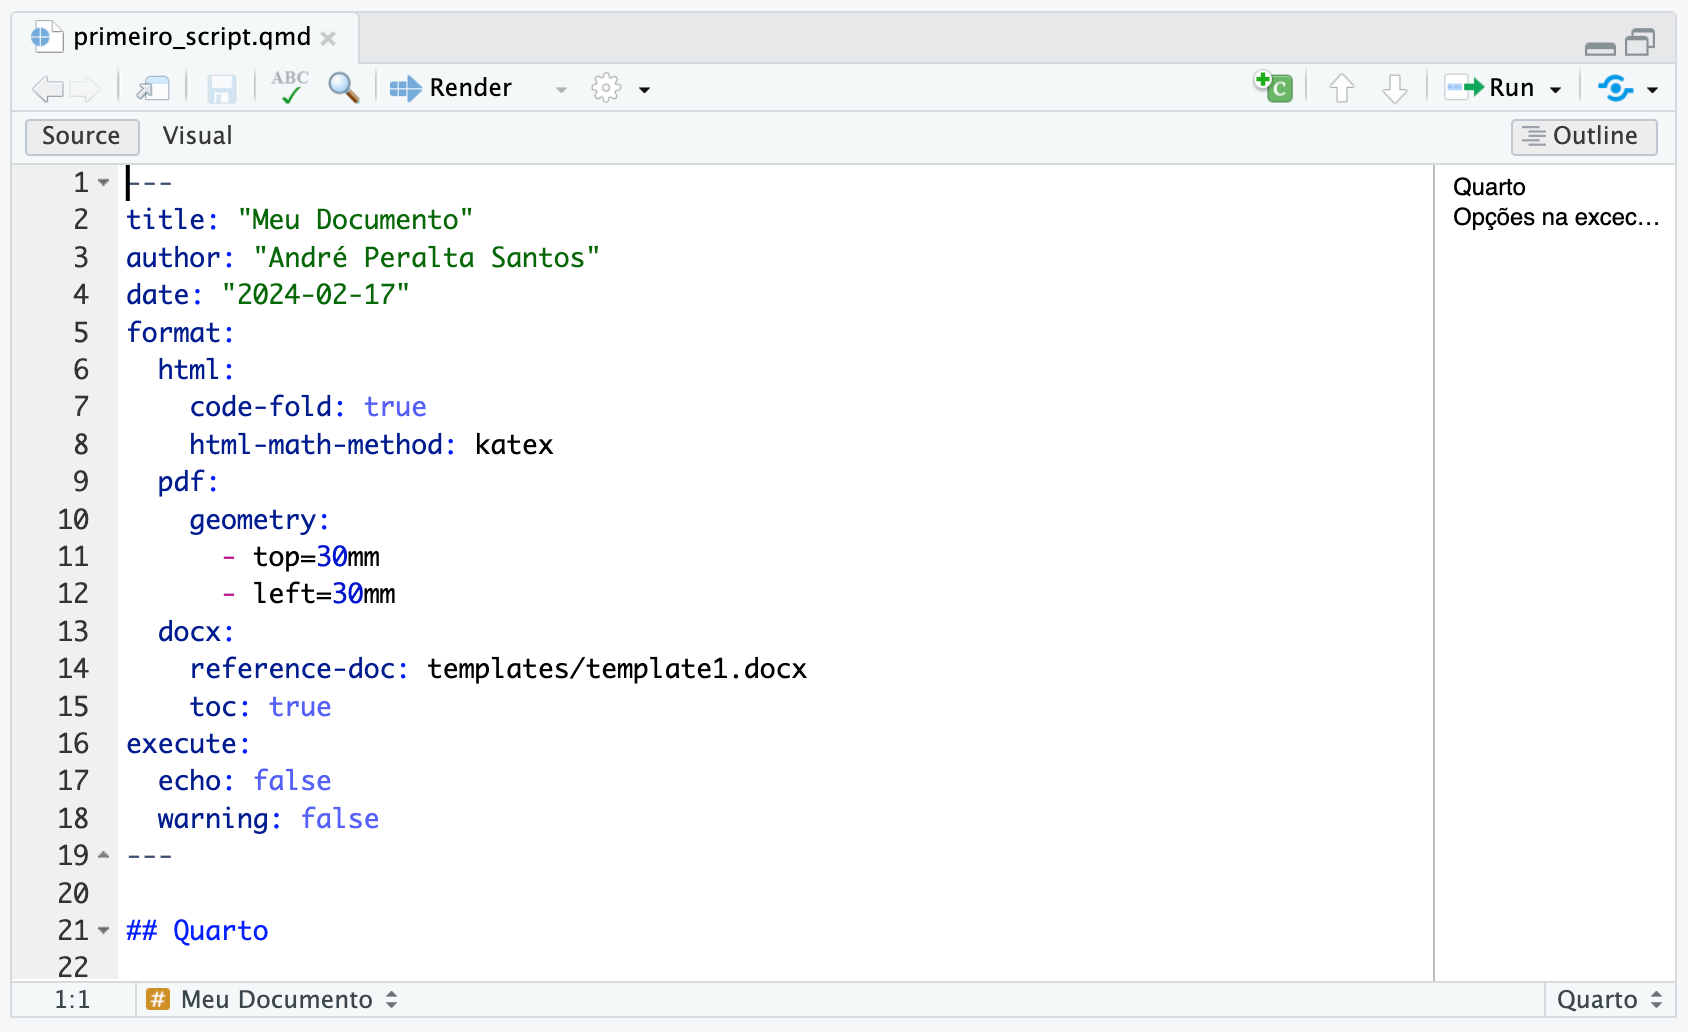 primeiro_script.qmd
ABC Render C Run
Source Visual Outline
1 ---
2 title: "Meu Documento"
3 author: "André Peralta Santos"
4 date: "2024-02-17"
5 format:
6   html:
7     code-fold: true
8     html-math-method: katex
9   pdf:
10     geometry:
11       - top=30mm
12       - left=30mm
13   docx:
14     reference-doc: templates/template1.docx
15     toc: true
16 execute:
17   echo: false
18   warning: false
19 ---
20
21 ## Quarto
22
Quarto
Opções na excec...
1:1 # Meu Documento Quarto